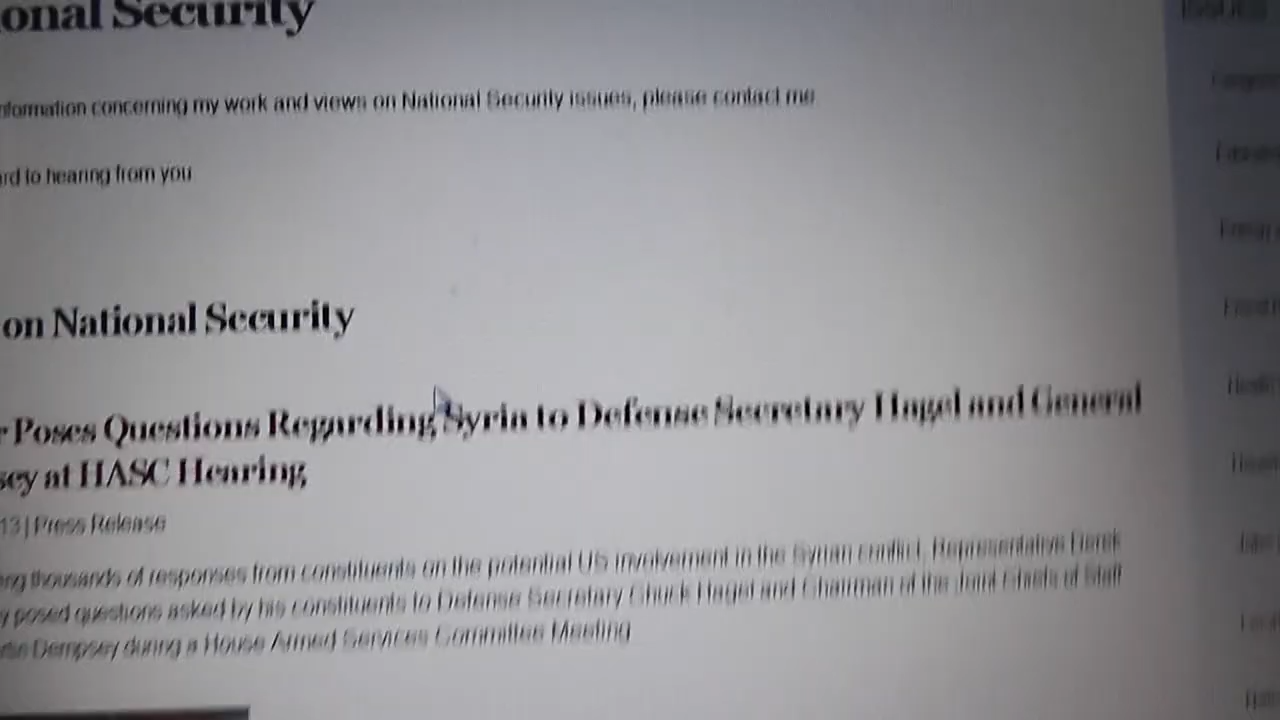 onal Security
nformation concerning my work and views on National Security issues, please contact me
rd to hearing from you
on National Security
r Poses Questions Regarding Syria to Defense Secretary Hagel and General
sey at HASC Hearing
13 | Press Release
ng thousands of responses from constituents on the potential US involvement in the Syrian conflict, Representative Derek
y posed questions asked by his constituents to Defense Secretary Chuck Hagel and Chairman of the Joint Chiefs of Staff
Dempsey during a House Armed Services Committee Meeting